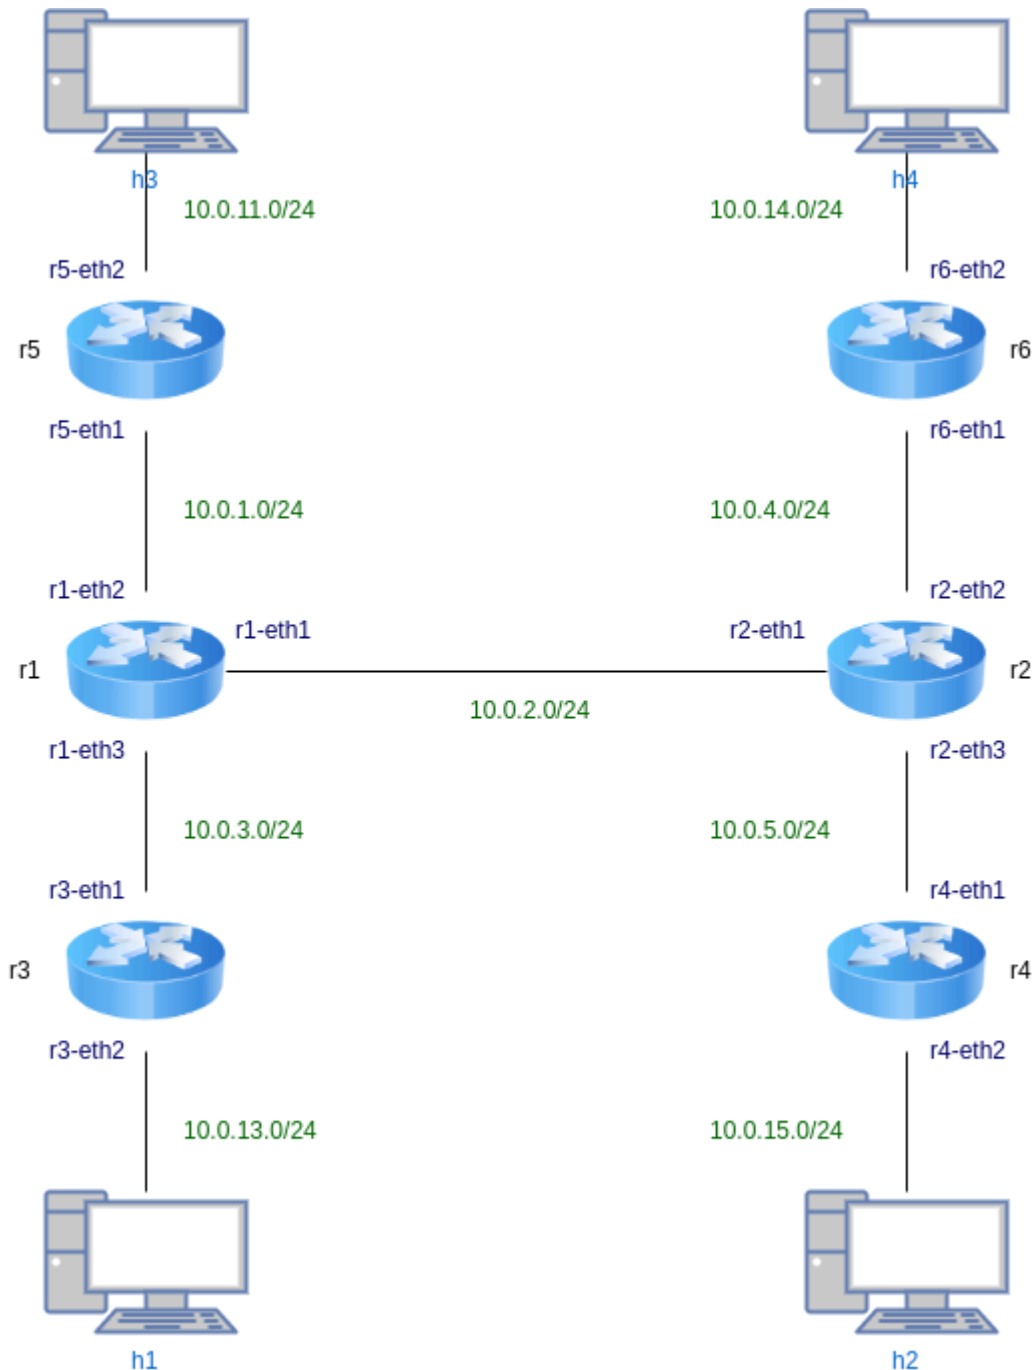 h3
h4
10.0.11.0/24
10.0.14.0/24
r5-eth2
r6-eth2
r5
r6
r5-eth1
r6-eth1
10.0.1.0/24
10.0.4.0/24
r1-eth2
r2-eth2
r1-eth1
r2-eth1
r1
r2
10.0.2.0/24
r1-eth3
r2-eth3
10.0.3.0/24
10.0.5.0/24
r3-eth1
r4-eth1
r3
r4
r3-eth2
r4-eth2
10.0.13.0/24
10.0.15.0/24
h1
h2